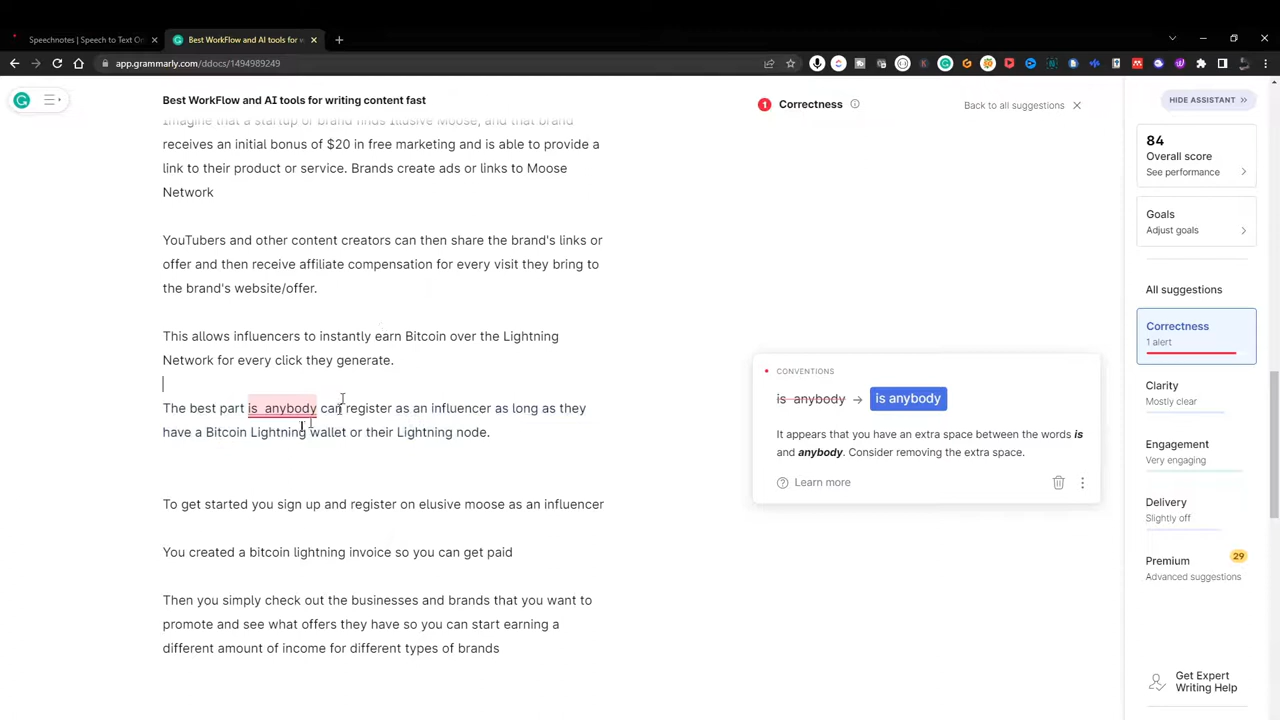 Speechnotes | Speech to Text On
Best WorkFlow and AI tools for w
app.grammarly.com/ddocs/1494989249
Best WorkFlow and AI tools for writing content fast
1 Correctness
Back to all suggestions
HIDE ASSISTANT
Imagine that a startup or brand finds Illusive Moose, and that brand
receives an initial bonus of $20 in free marketing and is able to provide a
link to their product or service. Brands create ads or links to Moose
Network
YouTubers and other content creators can then share the brand's links or
offer and then receive affiliate compensation for every visit they bring to
the brand's website/offer.
This allows influencers to instantly earn Bitcoin over the Lightning
Network for every click they generate.
The best part is  anybody can register as an influencer as long as they
have a Bitcoin Lightning wallet or their Lightning node.
To get started you sign up and register on elusive moose as an influencer
You created a bitcoin lightning invoice so you can get paid
Then you simply check out the businesses and brands that you want to
promote and see what offers they have so you can start earning a
different amount of income for different types of brands
CONVENTIONS
is  anybody → is anybody
It appears that you have an extra space between the words is
and anybody. Consider removing the extra space.
Learn more
84
Overall score
See performance
Goals
Adjust goals
All suggestions
Correctness
1 alert
Clarity
Mostly clear
Engagement
Very engaging
Delivery
Slightly off
Premium
29
Advanced suggestions
Get Expert
Writing Help